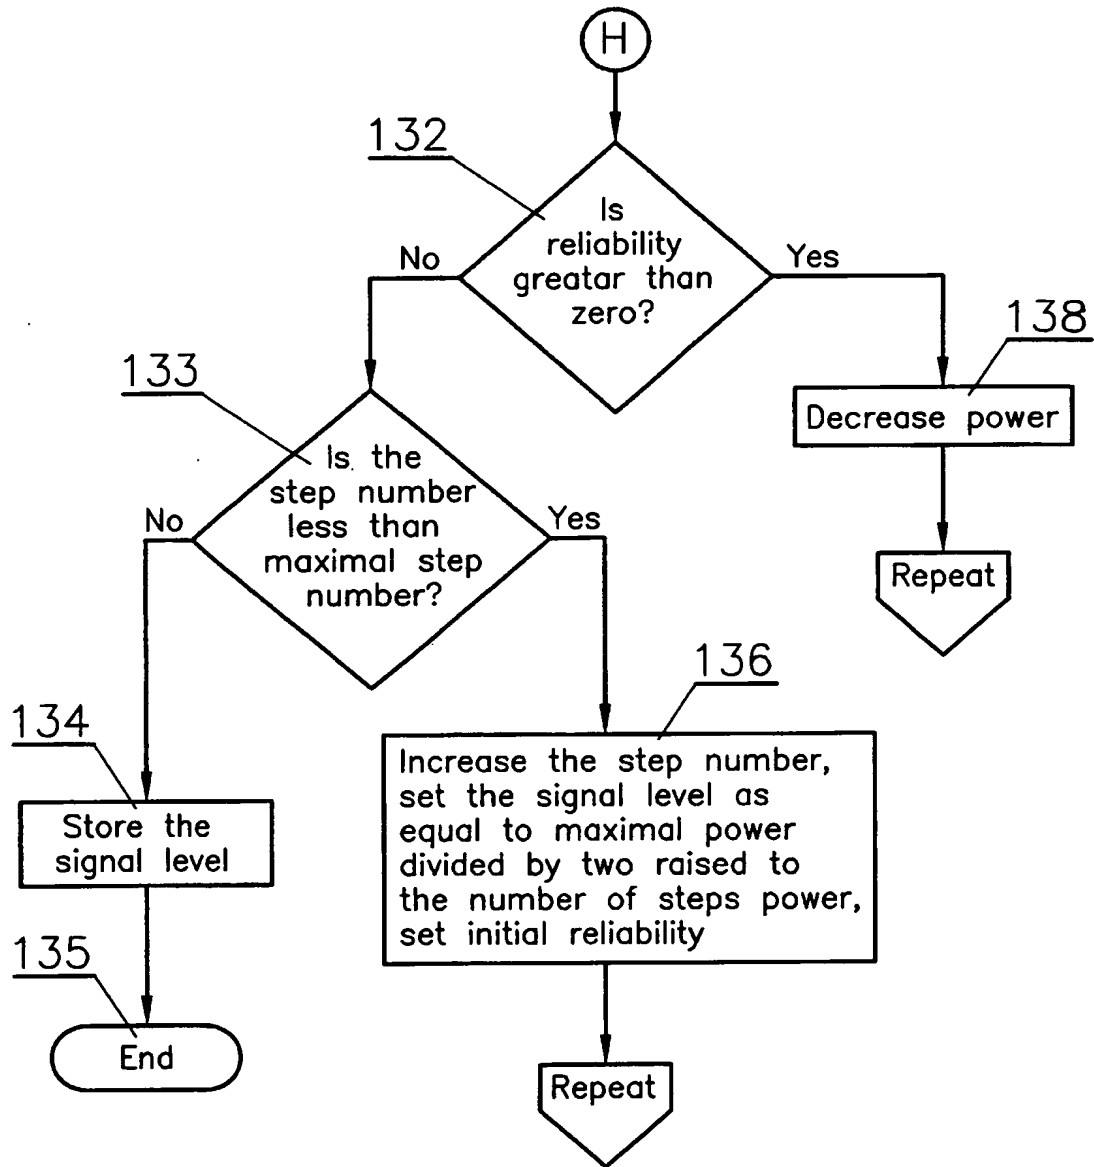 H
132
Is
reliability
greatar than
zero?
No
Yes
138
Decrease power
Repeat
133
Is the
step number
less than
maximal step
number?
No
Yes
134
Store the
signal level
135
End
136
Increase the step number,
set the signal level as
equal to maximal power
divided by two raised to
the number of steps power,
set initial reliability
Repeat